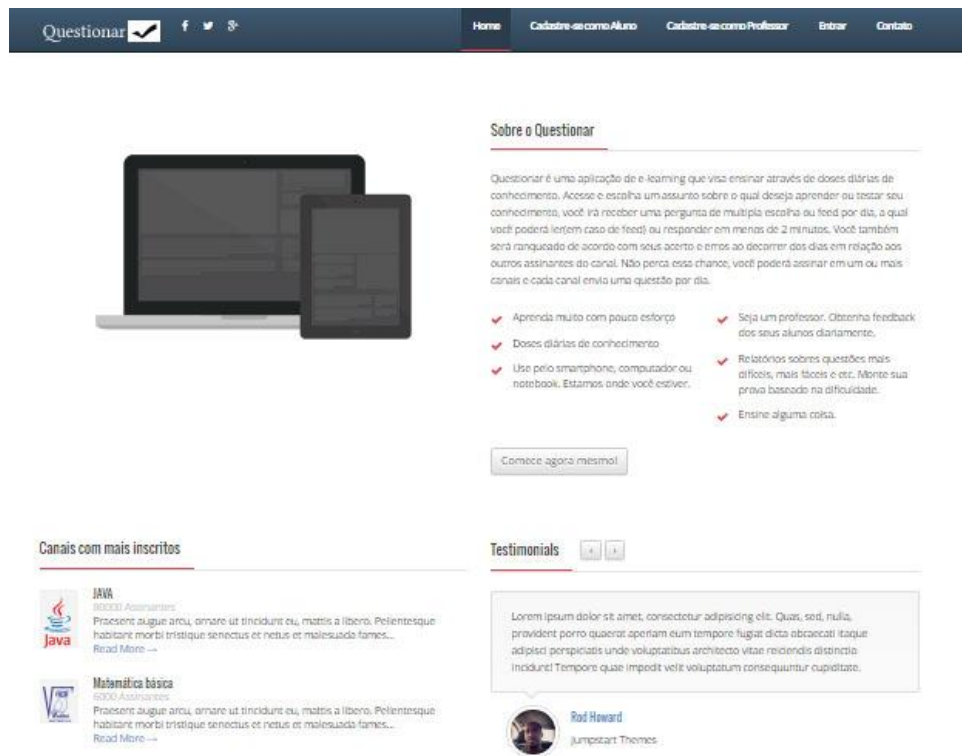 Questionar
Home Cadastre-se como Aluno Cadastre-se como Professor Entrar Contato
Sobre o Questionar
Questionar é uma aplicação de e-learning que visa ensinar através de doses diárias de
conhecimento. Acesse e escolha um assunto sobre o qual deseja aprender ou testar seu
conhecimento, você irá receber uma pergunta de multipla escolha ou feed por dia, a qual
você poderá ler(em caso de feed) ou responder em menos de 2 minutos. Você também
será ranqueado de acordo com seus acerto e erros ao decorrer dos dias em relação aos
outros assinantes do canal. Não perca essa chance, você poderá assinar em um ou mais
canais e cada canal envia uma questão por dia.
Aprenda muito com pouco esforço
Doses diárias de conhecimento
Use pelo smartphone, computador ou
notebook. Estamos onde você estiver.
Seja um professor. Obtenha feedback
dos seus alunos diariamente.
Relatórios sobres questões mais
difíceis, mais fáceis e etc. Monte sua
prova baseado na dificuldade.
Ensine alguma coisa.
Comece agora mesmo!
Canais com mais inscritos
Java
JAVA
80000 Assinantes
Praesent augue arcu, ornare ut tincidunt eu, mattis a libero. Pellentesque
habitant morbi tristique senectus et netus et malesuada fames...
Read More →
Matemática básica
6000 Assinantes
Praesent augue arcu, ornare ut tincidunt eu, mattis a libero. Pellentesque
habitant morbi tristique senectus et netus et malesuada fames...
Read More →
Testimonials
Lorem ipsum dolor sit amet, consectetur adipisicing elit. Quas, sed, nulla,
provident porro quaerat aperiam eum tempore fugiat dicta obcaecati itaque
adipisci perspiciatis unde voluptatibus architecto vitae reiciendis distinctio
incidunt! Tempore quae impedit velit voluptatum consequuntur cupiditate.
Rod Howard
Jumpstart Themes